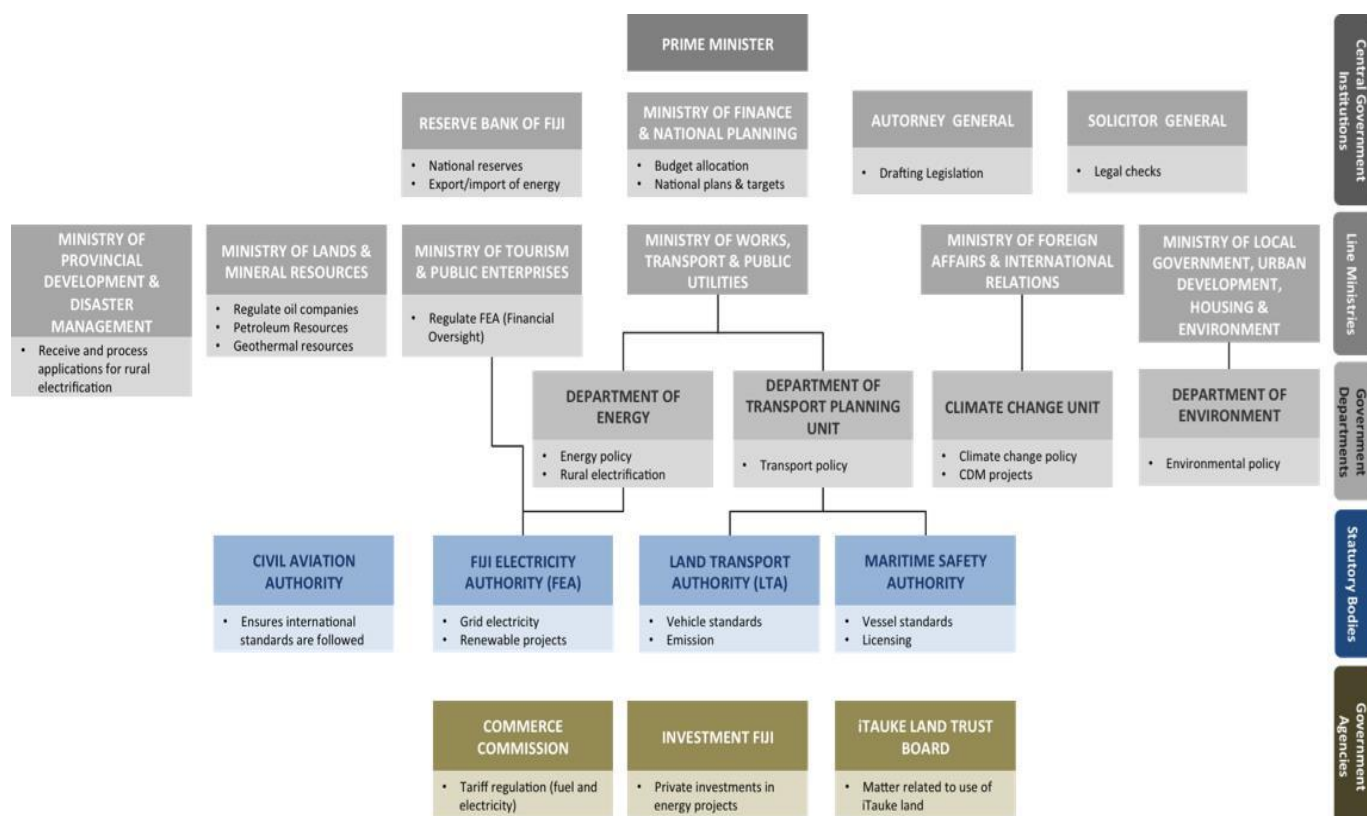 PRIME MINISTER
RESERVE BANK OF FIJI
• National reserves
• Export/import of energy
MINISTRY OF FINANCE
& NATIONAL PLANNING
• Budget allocation
• National plans & targets
AUTORNEY GENERAL
• Drafting Legislation
SOLICITOR GENERAL
• Legal checks
Central Government
Institutions
MINISTRY OF
PROVINCIAL
DEVELOPMENT &
DISASTER
MANAGEMENT
• Receive and process
applications for rural
electrification
MINISTRY OF LANDS &
MINERAL RESOURCES
• Regulate oil companies
• Petroleum Resources
• Geothermal resources
MINISTRY OF TOURISM
& PUBLIC ENTERPRISES
• Regulate FEA (Financial
Oversight)
MINISTRY OF WORKS,
TRANSPORT & PUBLIC
UTILITIES
MINISTRY OF FOREIGN
AFFAIRS & INTERNATIONAL
RELATIONS
MINISTRY OF LOCAL
GOVERNMENT, URBAN
DEVELOPMENT,
HOUSING &
ENVIRONMENT
Line Ministries
DEPARTMENT OF
ENERGY
• Energy policy
• Rural electrification
DEPARTMENT OF
TRANSPORT PLANNING
UNIT
• Transport policy
CLIMATE CHANGE UNIT
• Climate change policy
• CDM projects
DEPARTMENT OF
ENVIRONMENT
• Environmental policy
Government
Departments
CIVIL AVIATION
AUTHORITY
• Ensures international
standards are followed
FIJI ELECTRICITY
AUTHORITY (FEA)
• Grid electricity
• Renewable projects
LAND TRANSPORT
AUTHORITY (LTA)
• Vehicle standards
• Emission
MARITIME SAFETY
AUTHORITY
• Vessel standards
• Licensing
Statutory Bodies
COMMERCE
COMMISSION
• Tariff regulation (fuel and
electricity)
INVESTMENT FIJI
• Private investments in
energy projects
iTAUKE LAND TRUST
BOARD
• Matter related to use of
iTauke land
Government
Agencies